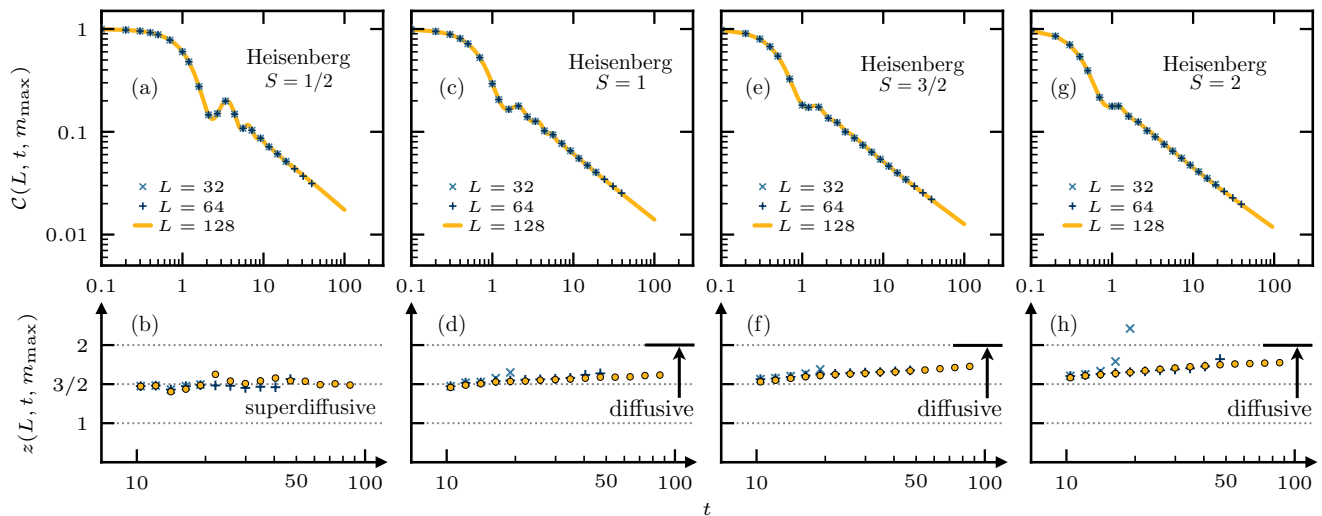 C(L, t, m_max)
1
0.1
0.01
(a)
Heisenberg
S = 1/2
L = 32
L = 64
L = 128
0.1 1 10 100
(c)
Heisenberg
S = 1
L = 32
L = 64
L = 128
0.1 1 10 100
(e)
Heisenberg
S = 3/2
L = 32
L = 64
L = 128
0.1 1 10 100
(g)
Heisenberg
S = 2
L = 32
L = 64
L = 128
0.1 1 10 100
z(L, t, m_max)
2
3/2
1
(b)
superdiffusive
10 50 100
(d)
diffusive
10 50 100
(f)
diffusive
10 50 100
(h)
diffusive
10 50 100
t